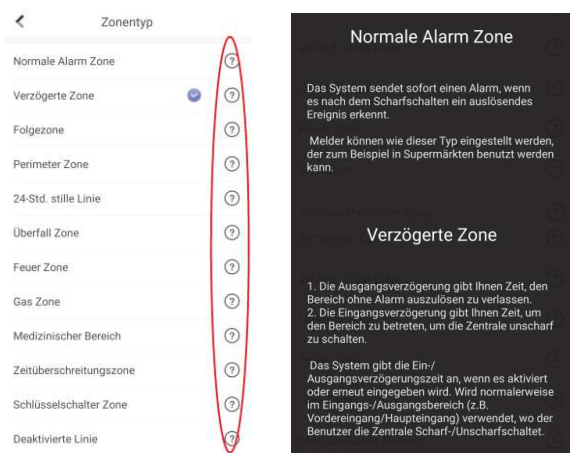 Zonentyp
Normale Alarm Zone
Verzögerte Zone
Folgezone
Perimeter Zone
24-Std. stille Linie
Überfall Zone
Feuer Zone
Gas Zone
Medizinischer Bereich
Zeitüberschreitungszone
Schlüsselschalter Zone
Deaktivierte Linie
Normale Alarm Zone
Das System sendet sofort einen Alarm, wenn
es nach dem Scharfschalten ein auslösendes
Ereignis erkennt.
Melder können wie dieser Typ eingestellt werden,
der zum Beispiel in Supermärkten benutzt werden
kann.
Verzögerte Zone
1. Die Ausgangsverzögerung gibt Ihnen Zeit, den
Bereich ohne Alarm auszulösen zu verlassen.
2. Die Eingangsverzögerung gibt Ihnen Zeit, um
den Bereich zu betreten, um die Zentrale unscharf
zu schalten.
Das System gibt die Ein-/
Ausgangsverzögerungszeit an, wenn es aktiviert
oder erneut eingegeben wird. Wird normalerweise
im Eingangs-/Ausgangsbereich (z.B.
Vordereingang/Haupteingang) verwendet, wo der
Benutzer die Zentrale Scharf-/Unscharfschaltet.